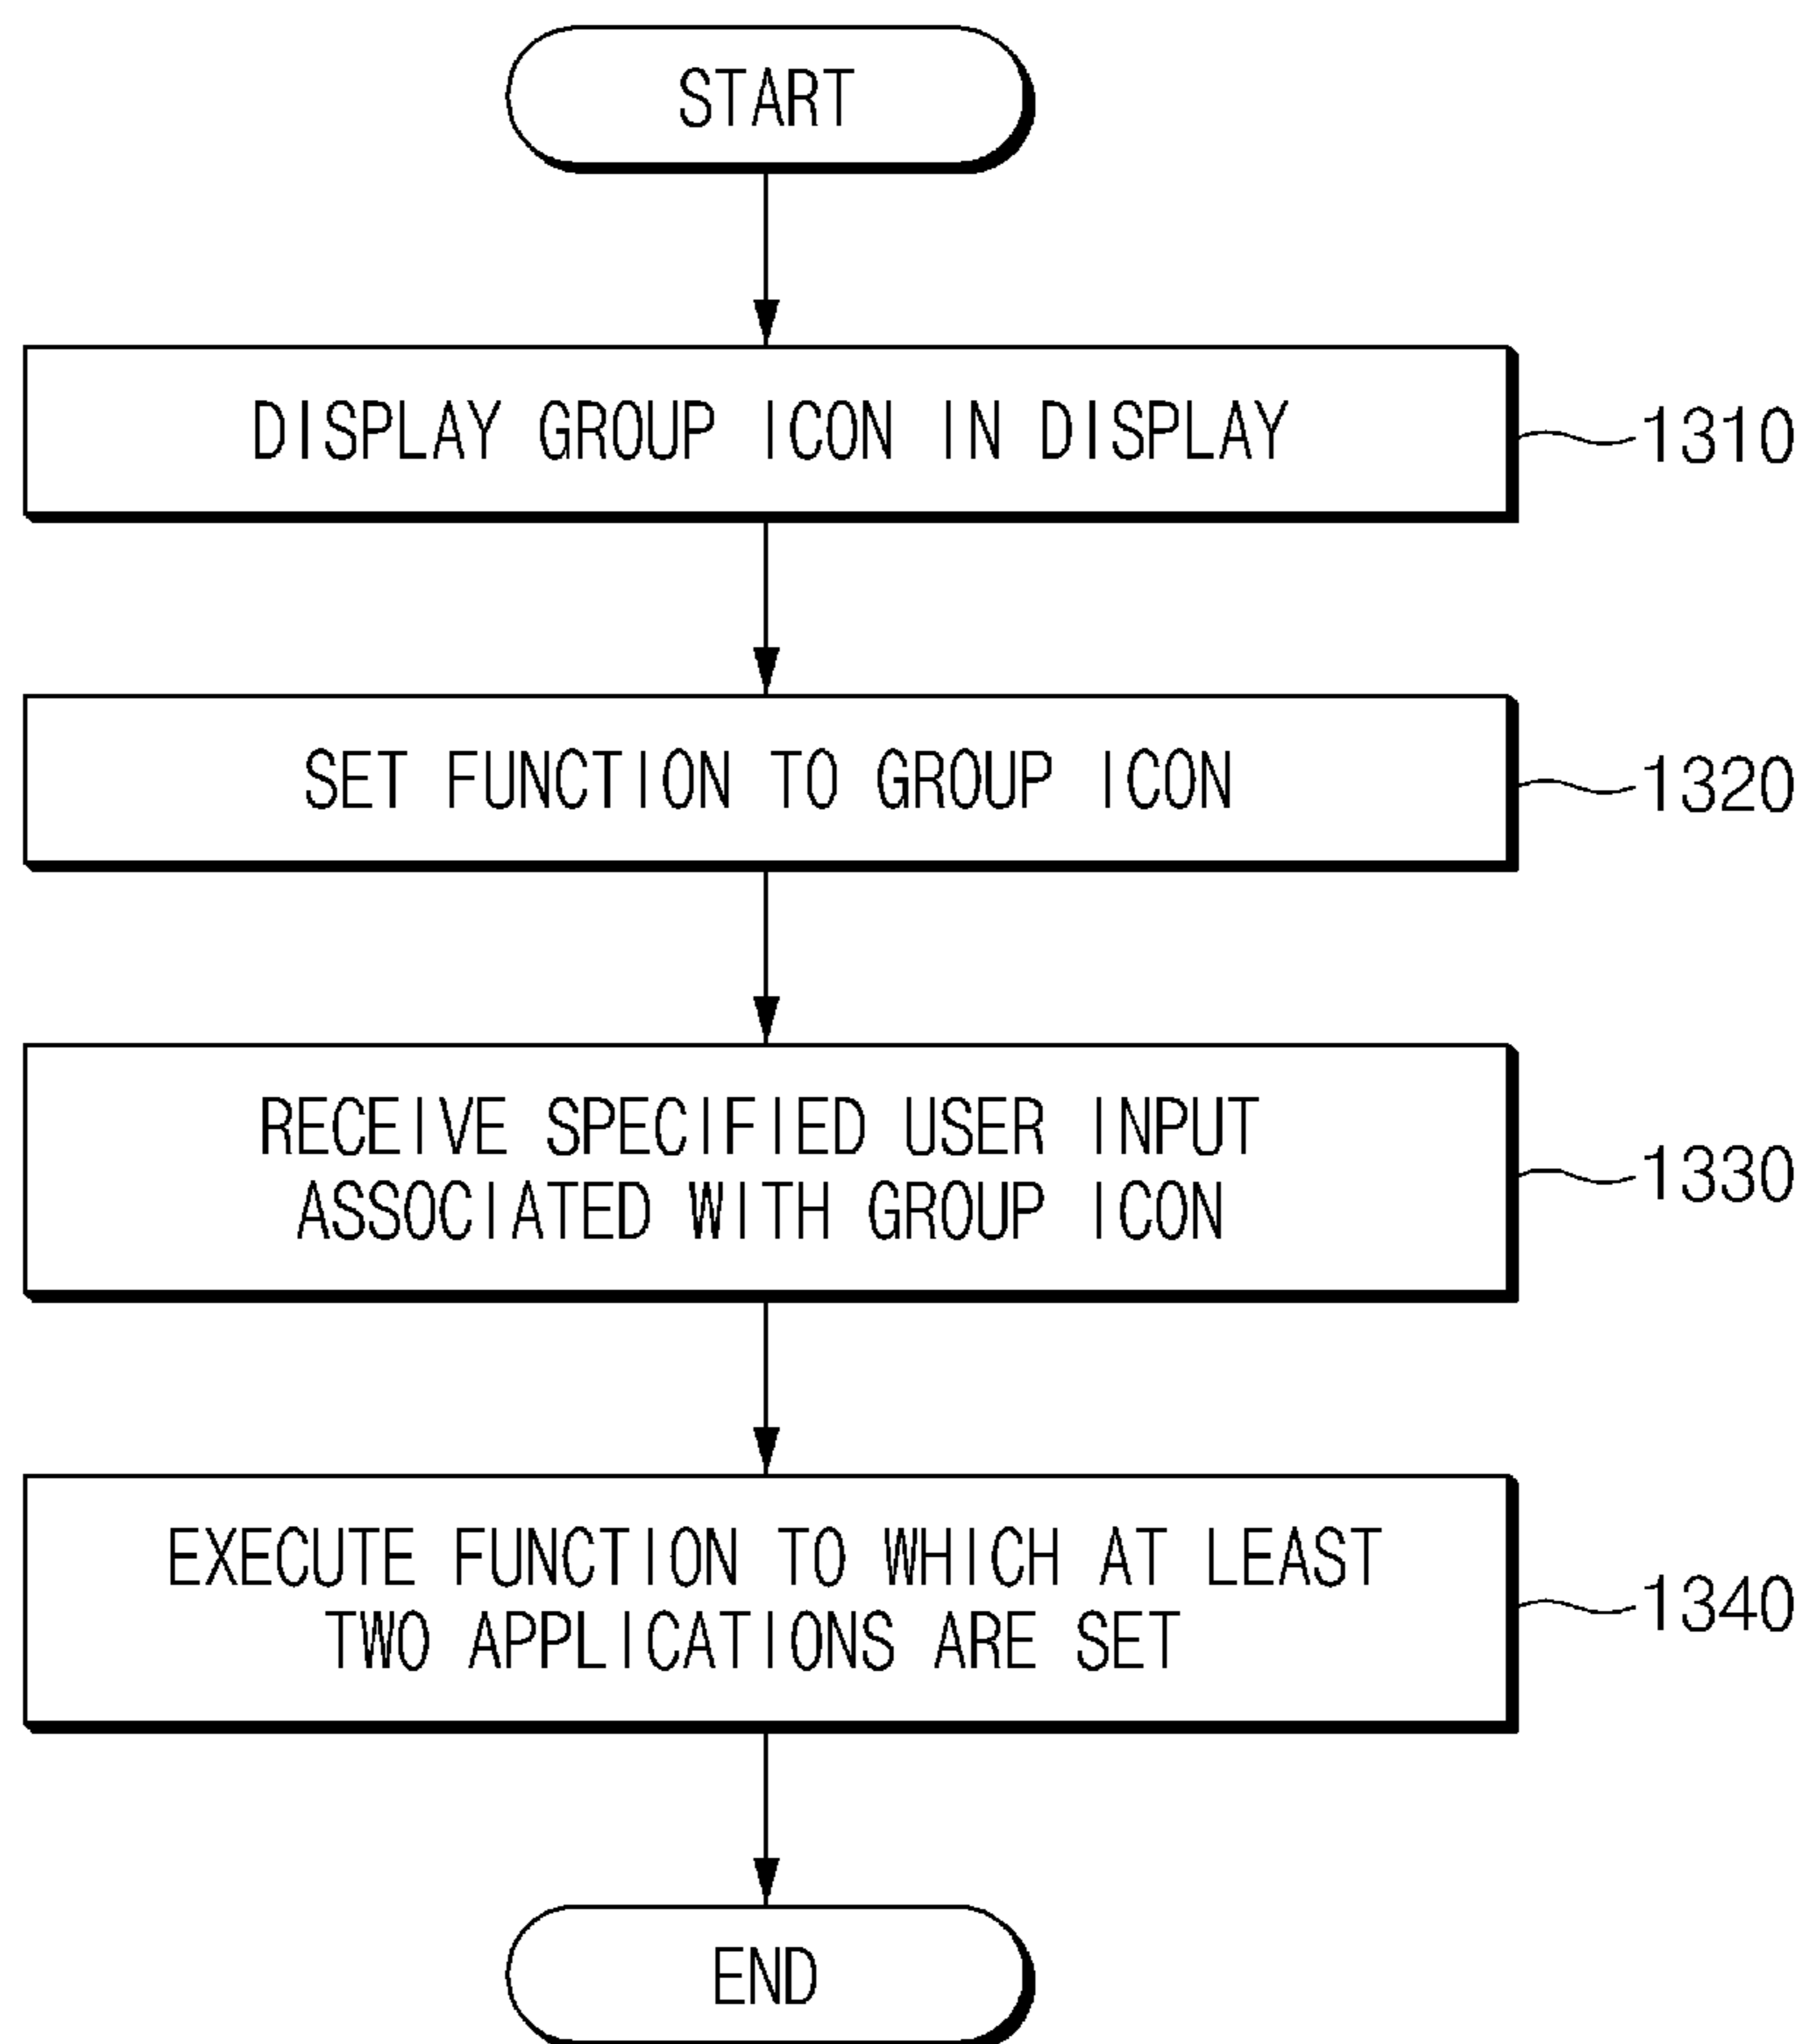 START
DISPLAY GROUP ICON IN DISPLAY
1310
SET FUNCTION TO GROUP ICON
1320
RECEIVE SPECIFIED USER INPUT
ASSOCIATED WITH GROUP ICON
1330
EXECUTE FUNCTION TO WHICH AT LEAST
TWO APPLICATIONS ARE SET
1340
END